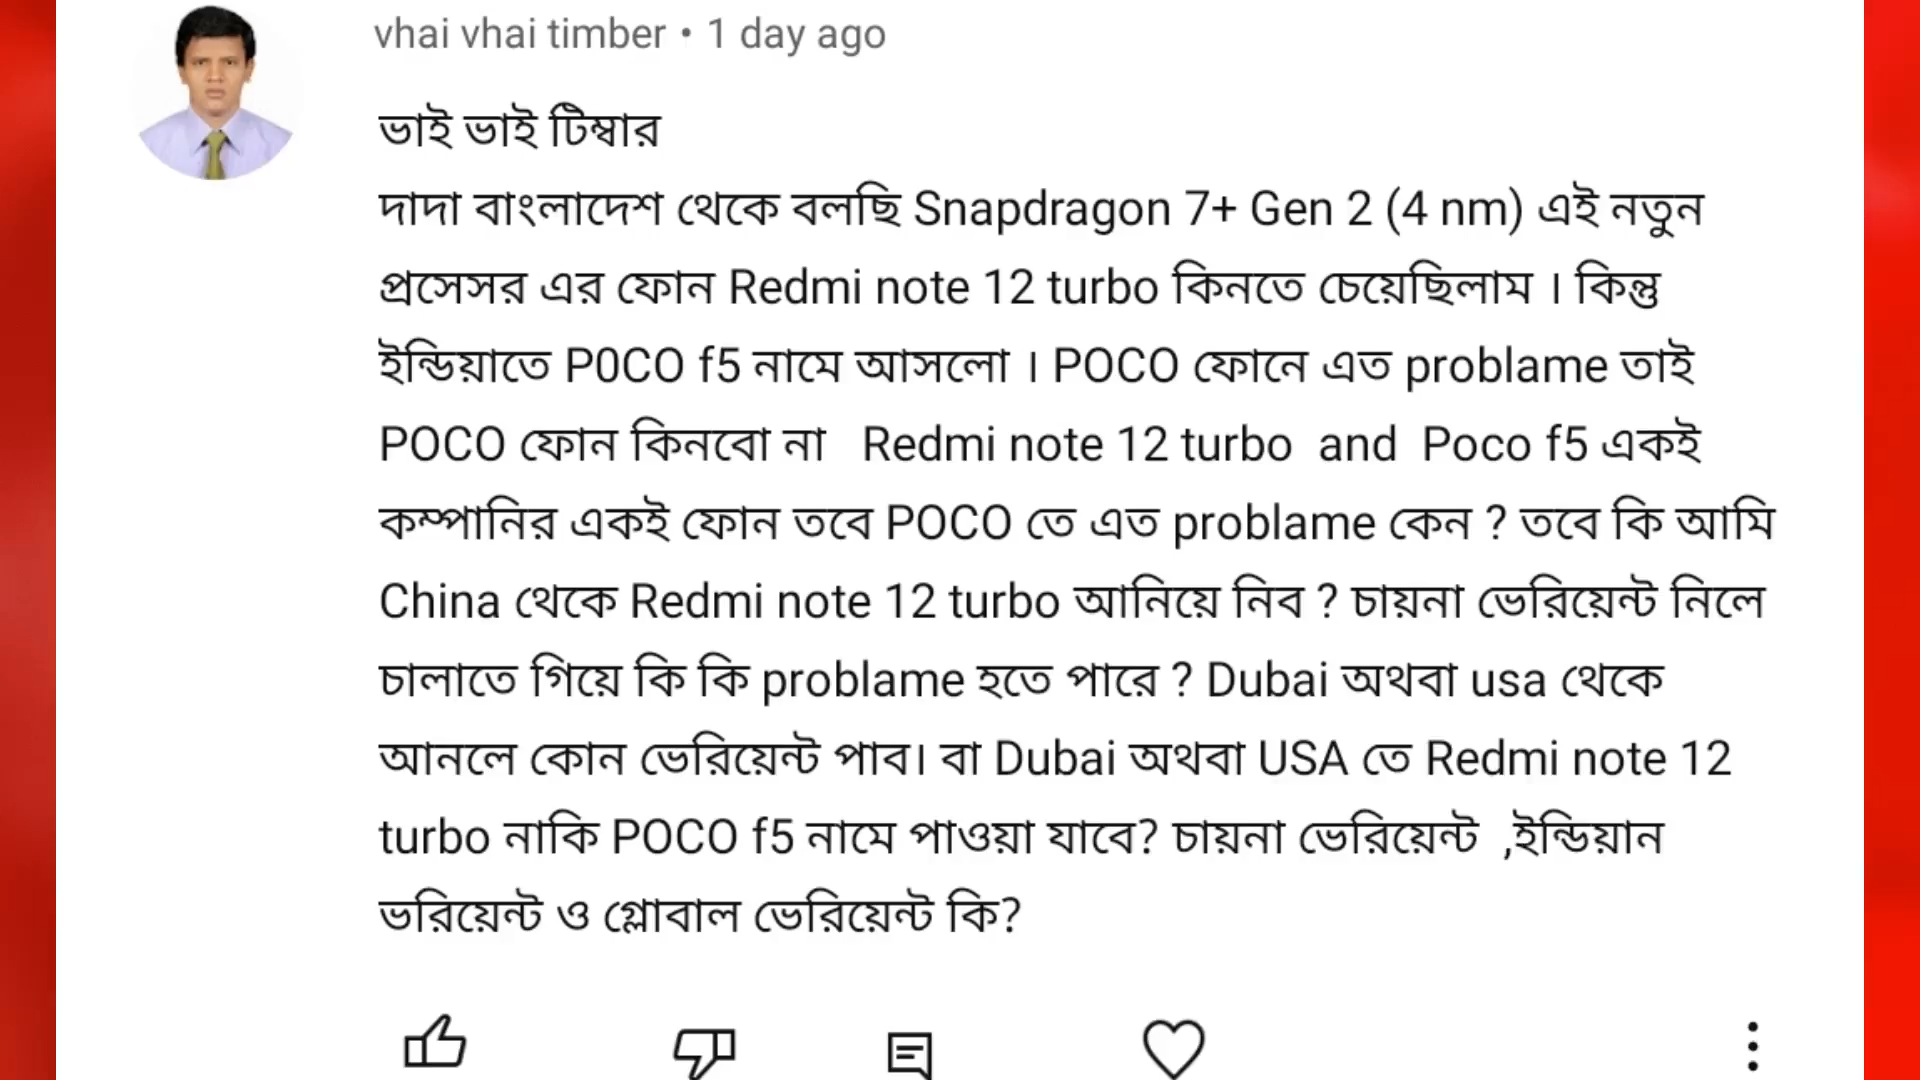 vhai vhai timber • 1 day ago
ভাই ভাই টিম্বার
দাদা বাংলাদেশ থেকে বলছি Snapdragon 7+ Gen 2 (4 nm) এই নতুন
প্রসেসর এর ফোন Redmi note 12 turbo কিনতে চেয়েছিলাম । কিন্তু
ইন্ডিয়াতে P0CO f5 নামে আসলো । POCO ফোনে এত problame তাই
POCO ফোন কিনবো না Redmi note 12 turbo and Poco f5 একই
কম্পানির একই ফোন তবে POCO তে এত problame কেন ? তবে কি আমি
China থেকে Redmi note 12 turbo আনিয়ে নিব ? চায়না ভেরিয়েন্ট নিলে
চালাতে গিয়ে কি কি problame হতে পারে ? Dubai অথবা usa থেকে
আনলে কোন ভেরিয়েন্ট পাব। বা Dubai অথবা USA তে Redmi note 12
turbo নাকি POCO f5 নামে পাওয়া যাবে? চায়না ভেরিয়েন্ট ,ইন্ডিয়ান
ভরিয়েন্ট ও গ্লোবাল ভেরিয়েন্ট কি?